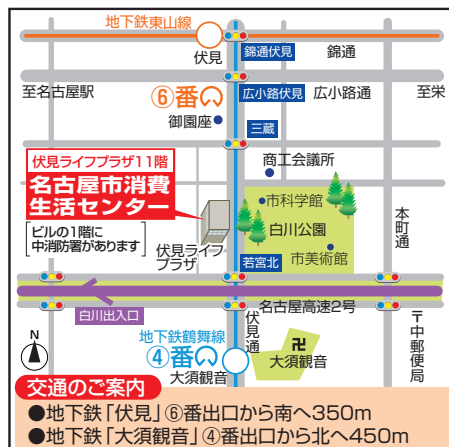 地下鉄東山線
伏見
錦通伏見
錦通
至名古屋駅
⑥番
広小路伏見
広小路通
至栄
御園座
三蔵
商工会議所
伏見ライフプラザ11階
名古屋市消費
生活センター
ビルの1階に
中消防署があります
伏見ライフ
プラザ
市科学館
白川公園
市美術館
本町通
若宮北
白川出入口
名古屋高速2号
N
地下鉄鶴舞線
④番
大須観音
伏見通
卍
大須観音
〒中郵便局
交通のご案内
●地下鉄「伏見」⑥番出口から南へ350m
●地下鉄「大須観音」④番出口から北へ450m